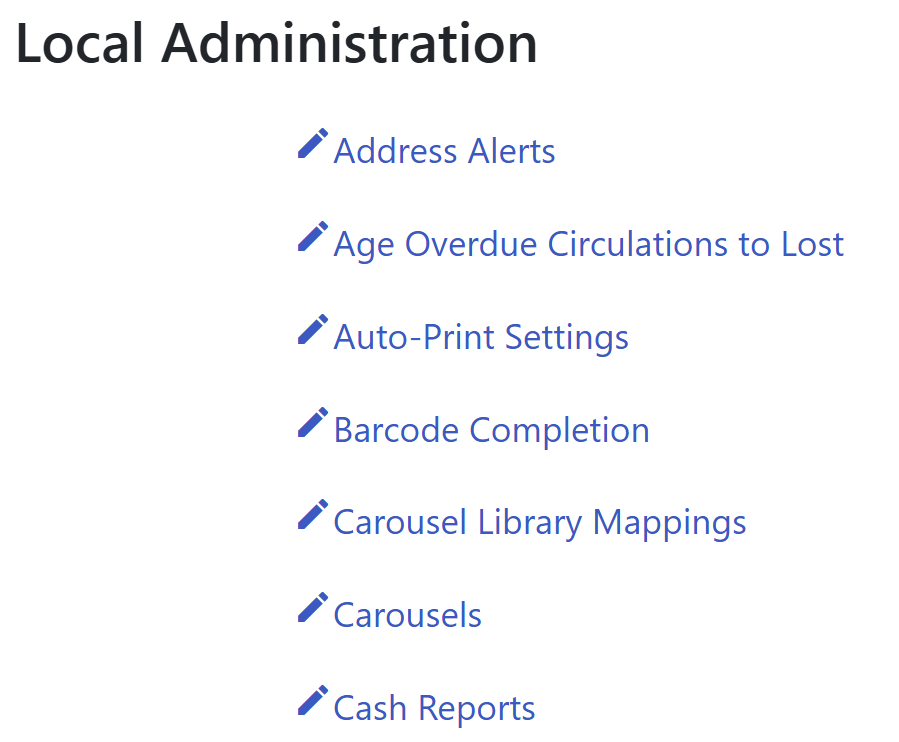 Local Administration
Address Alerts
Age Overdue Circulations to Lost
Auto-Print Settings
Barcode Completion
Carousel Library Mappings
Carousels
Cash Reports